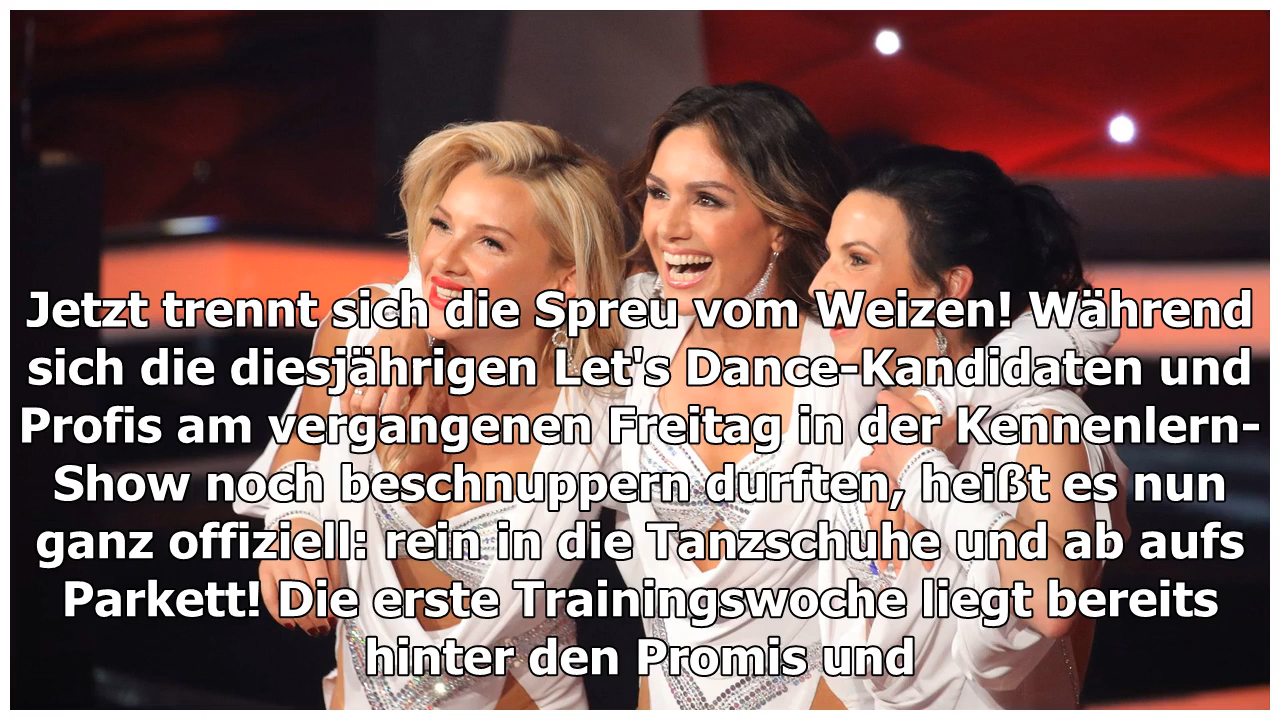 Jetzt trennt sich die Spreu vom Weizen! Während
sich die diesjährigen Let's Dance-Kandidaten und
Profis am vergangenen Freitag in der Kennenlern-
Show noch beschnuppern durften, heißt es nun
ganz offiziell: rein in die Tanzschuhe und ab aufs
Parkett! Die erste Trainingswoche liegt bereits
hinter den Promis und